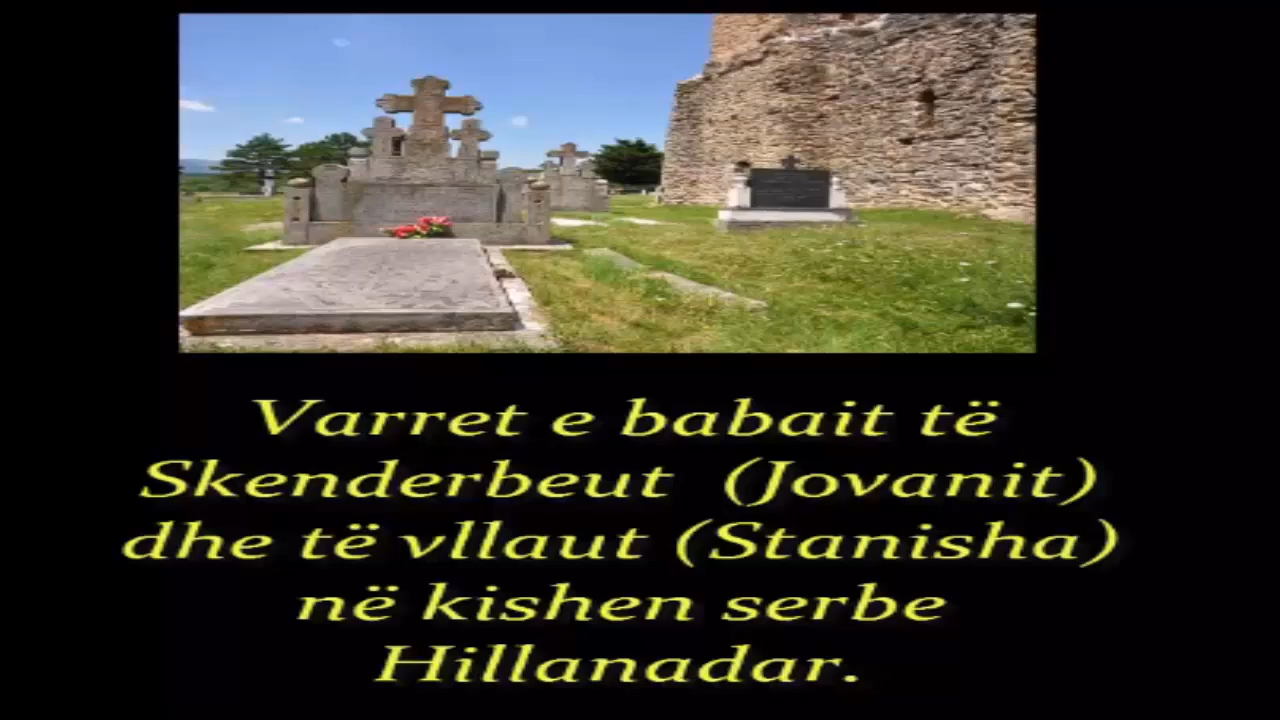 Varret e babait të
Skenderbeut (Jovanit)
dhe të vllaut (Stanisha)
në kishen serbe
Hillanadar.